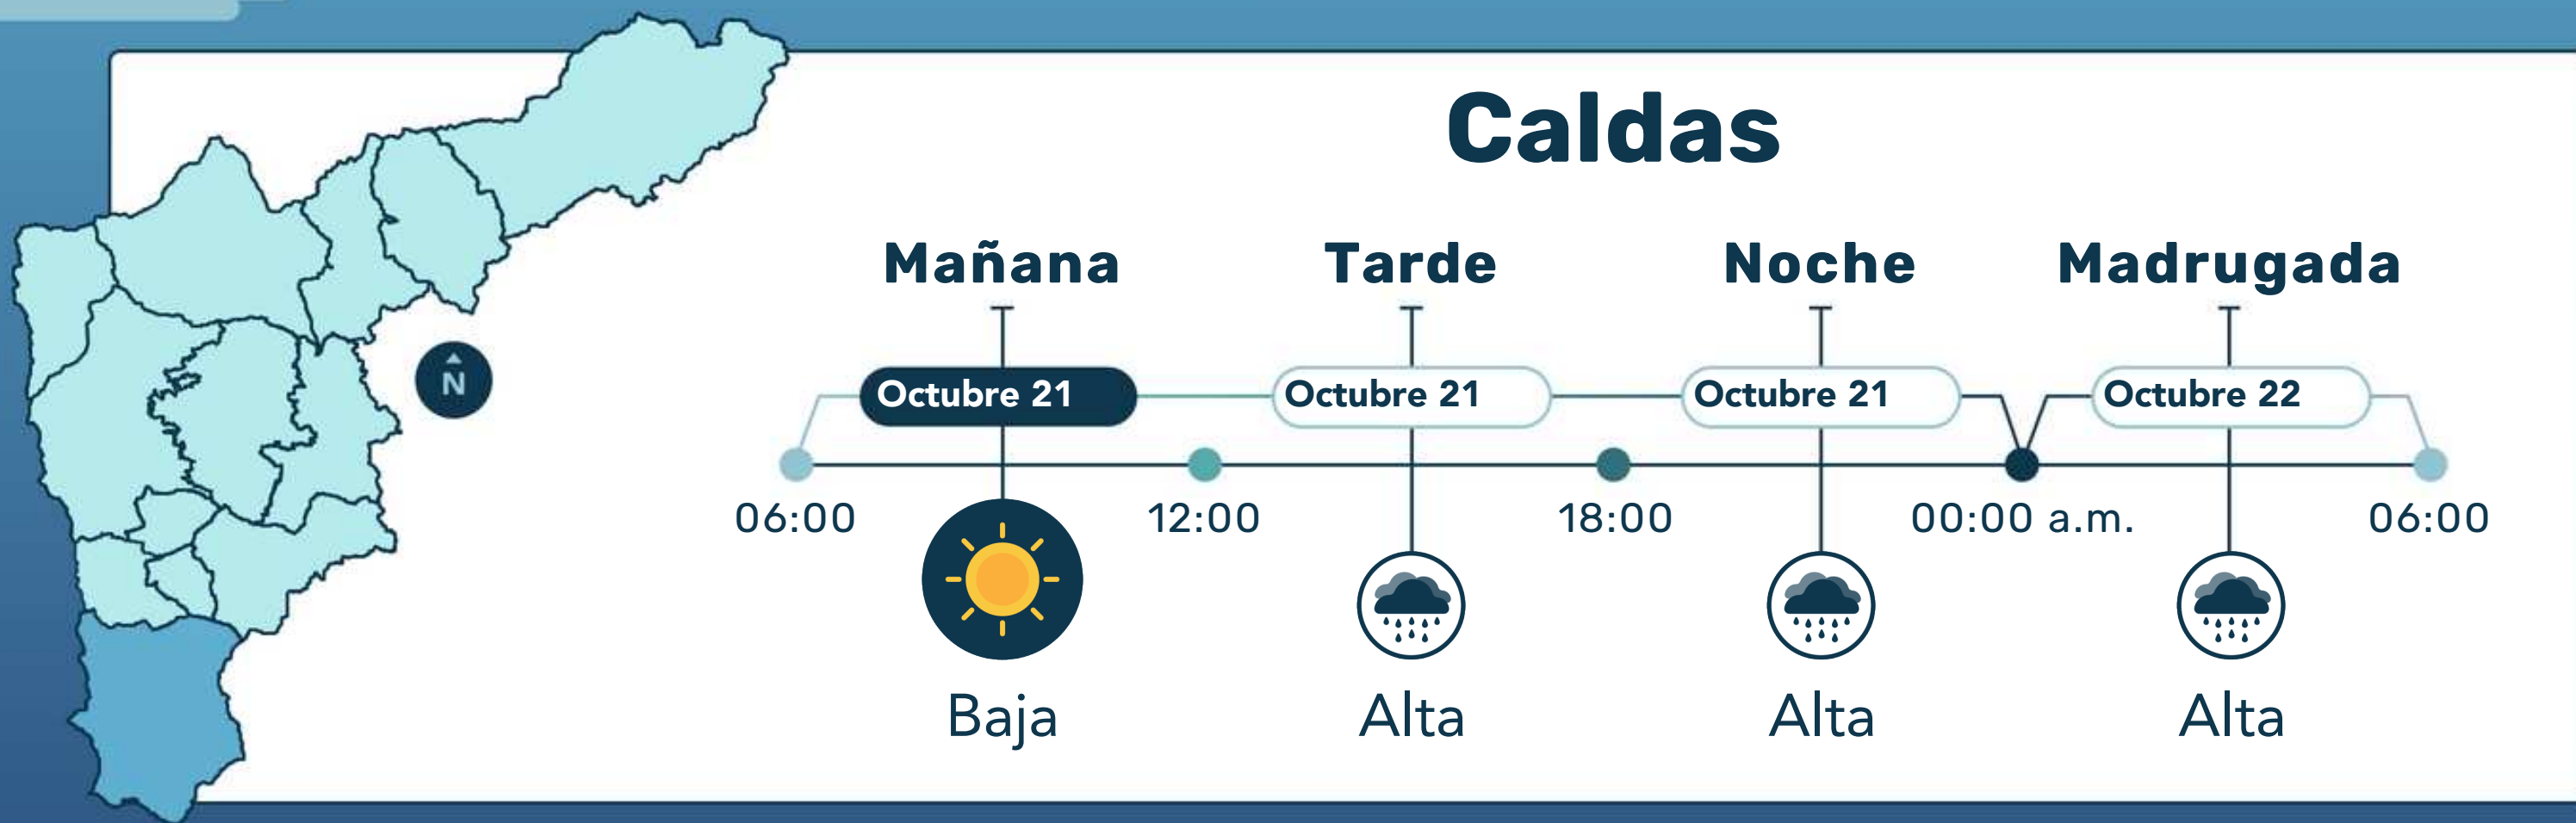 Caldas
Mañana Tarde Noche Madrugada
N
Octubre 21 Octubre 21 Octubre 21 Octubre 22
06:00 12:00 18:00 00:00 a.m. 06:00
Baja Alta Alta Alta